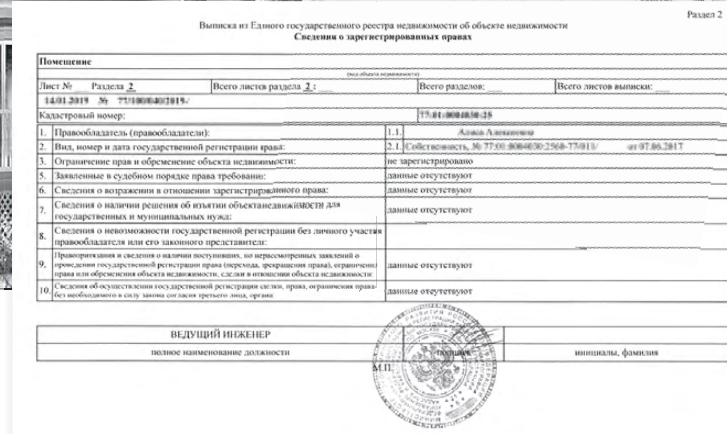 Раздел 2
Выписка из Единого государственного реестра недвижимости об объекте недвижимости
Сведения о зарегистрированных правах
Помещение
(вид объекта недвижимости)
Лист № Раздела 2 Всего листов раздела 2 : Всего разделов: Всего листов выписки:
14.01.2019 №
Кадастровый номер:
1. Правообладатель (правообладатели): 1.1.
2. Вид, номер и дата государственной регистрации права: 2.1. Собственность, № от 07.06.2017
3. Ограничение прав и обременение объекта недвижимости: не зарегистрировано
5. Заявленные в судебном порядке права требования: данные отсутствуют
6. Сведения о возражении в отношении зарегистрированного права: данные отсутствуют
7. Сведения о наличии решения об изъятии объекта недвижимости для
государственных и муниципальных нужд: данные отсутствуют
8. Сведения о невозможности государственной регистрации без личного участия
правообладателя или его законного представителя:
9. Правопритязания и сведения о наличии поступивших, но нерассмотренных заявлений о
проведении государственной регистрации права (перехода, прекращения права), ограничения
права или обременения объекта недвижимости, сделки в отношении объекта недвижимости: данные отсутствуют
10. Сведения об осуществлении государственной регистрации сделки, права, ограничения права
без необходимого в силу закона согласия третьего лица, органа: данные отсутствуют
ВЕДУЩИЙ ИНЖЕНЕР
полное наименование должности подпись инициалы, фамилия
М.П.